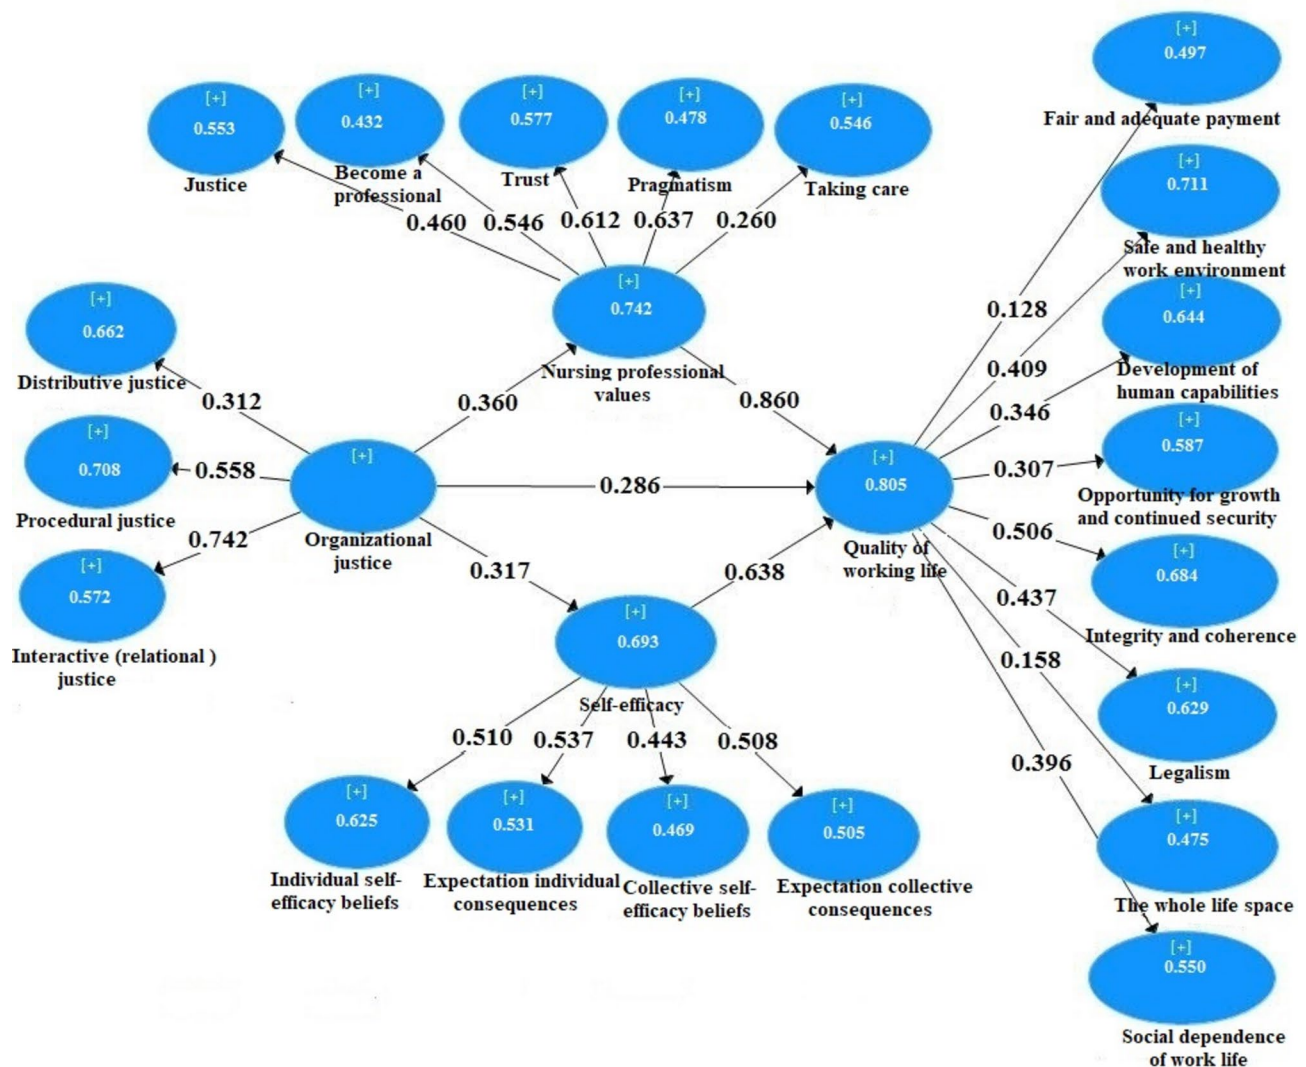 [+]
0.497
Fair and adequate payment
[+]
0.553
Justice
[+]
0.432
Become a
professional
[+]
0.577
Trust
[+]
0.478
Pragmatism
[+]
0.546
Taking care
[+]
0.711
Safe and healthy
work environment
0.460
0.546
0.612
0.637
0.260
[+]
0.742
Nursing professional
values
[+]
0.662
Distributive justice
0.312
0.360
0.860
0.128
0.409
0.346
0.307
0.506
0.437
0.158
0.396
[+]
0.644
Development of
human capabilities
[+]
0.708
Procedural justice
0.558
[+]
Organizational
justice
0.286
[+]
0.805
Quality of
working life
[+]
0.587
Opportunity for growth
and continued security
0.742
[+]
0.572
Interactive (relational )
justice
0.317
0.638
[+]
0.684
Integrity and coherence
[+]
0.693
Self-efficacy
[+]
0.629
Legalism
0.510
0.537
0.443
0.508
[+]
0.625
Individual self-
efficacy beliefs
[+]
0.531
Expectation individual
consequences
[+]
0.469
Collective self-
efficacy beliefs
[+]
0.505
Expectation collective
consequences
[+]
0.475
The whole life space
[+]
0.550
Social dependence
of work life